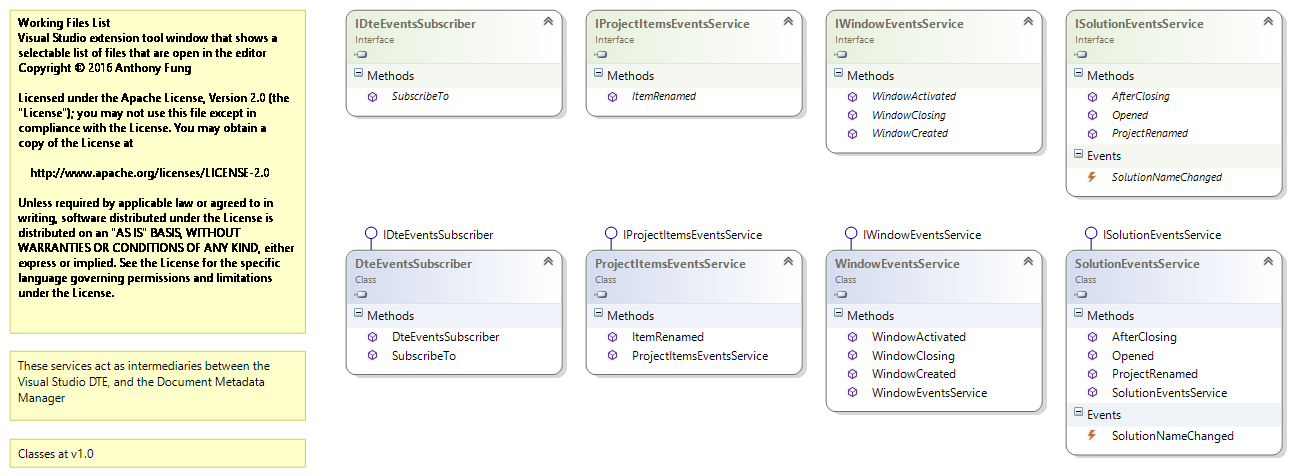 Working Files List
Visual Studio extension tool window that shows a
selectable list of files that are open in the editor
Copyright © 2016 Anthony Fung
Licensed under the Apache License, Version 2.0 (the
"License"); you may not use this file except in
compliance with the License. You may obtain a
copy of the License at
http://www.apache.org/licenses/LICENSE-2.0
Unless required by applicable law or agreed to in
writing, software distributed under the License is
distributed on an "AS IS" BASIS, WITHOUT
WARRANTIES OR CONDITIONS OF ANY KIND, either
express or implied. See the License for the specific
language governing permissions and limitations
under the License.
These services act as intermediaries between the
Visual Studio DTE, and the Document Metadata
Manager
Classes at v1.0
IDteEventsSubscriber
Interface
Methods
SubscribeTo
IProjectItemsEventsService
Interface
Methods
ItemRenamed
IWindowEventsService
Interface
Methods
WindowActivated
WindowClosing
WindowCreated
ISolutionEventsService
Interface
Methods
AfterClosing
Opened
ProjectRenamed
Events
SolutionNameChanged
IDteEventsSubscriber
DteEventsSubscriber
Class
Methods
DteEventsSubscriber
SubscribeTo
IProjectItemsEventsService
ProjectItemsEventsService
Class
Methods
ItemRenamed
ProjectItemsEventsService
IWindowEventsService
WindowEventsService
Class
Methods
WindowActivated
WindowClosing
WindowCreated
WindowEventsService
ISolutionEventsService
SolutionEventsService
Class
Methods
AfterClosing
Opened
ProjectRenamed
SolutionEventsService
Events
SolutionNameChanged